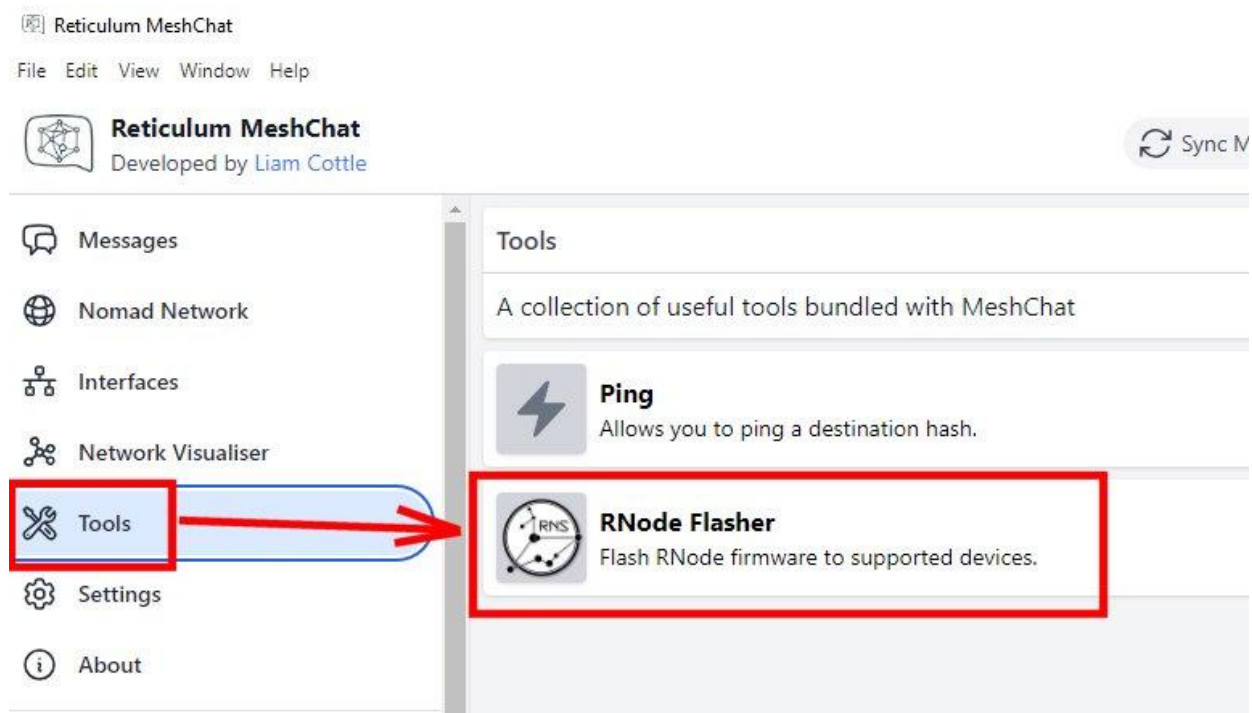 Reticulum MeshChat
File Edit View Window Help
Reticulum MeshChat
Developed by Liam Cottle
Sync M
Messages
Nomad Network
Interfaces
Network Visualiser
Tools
Settings
About
Tools
A collection of useful tools bundled with MeshChat
Ping
Allows you to ping a destination hash.
RNS
RNode Flasher
Flash RNode firmware to supported devices.